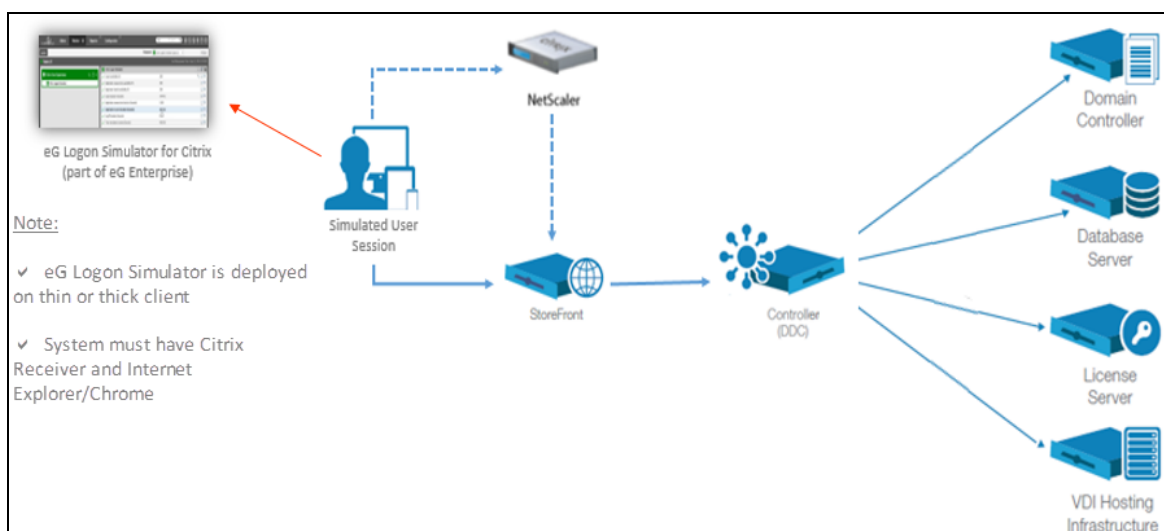 citrix
NetScaler
Domain
Controller
eG Logon Simulator for Citrix
(part of eG Enterprise)
Simulated User
Session
Note:
✓ eG Logon Simulator is deployed
on thin or thick client
✓ System must have Citrix
Receiver and Internet
Explorer/Chrome
StoreFront
Controller
(DDC)
Database
Server
License
Server
VDI Hosting
Infrastructure